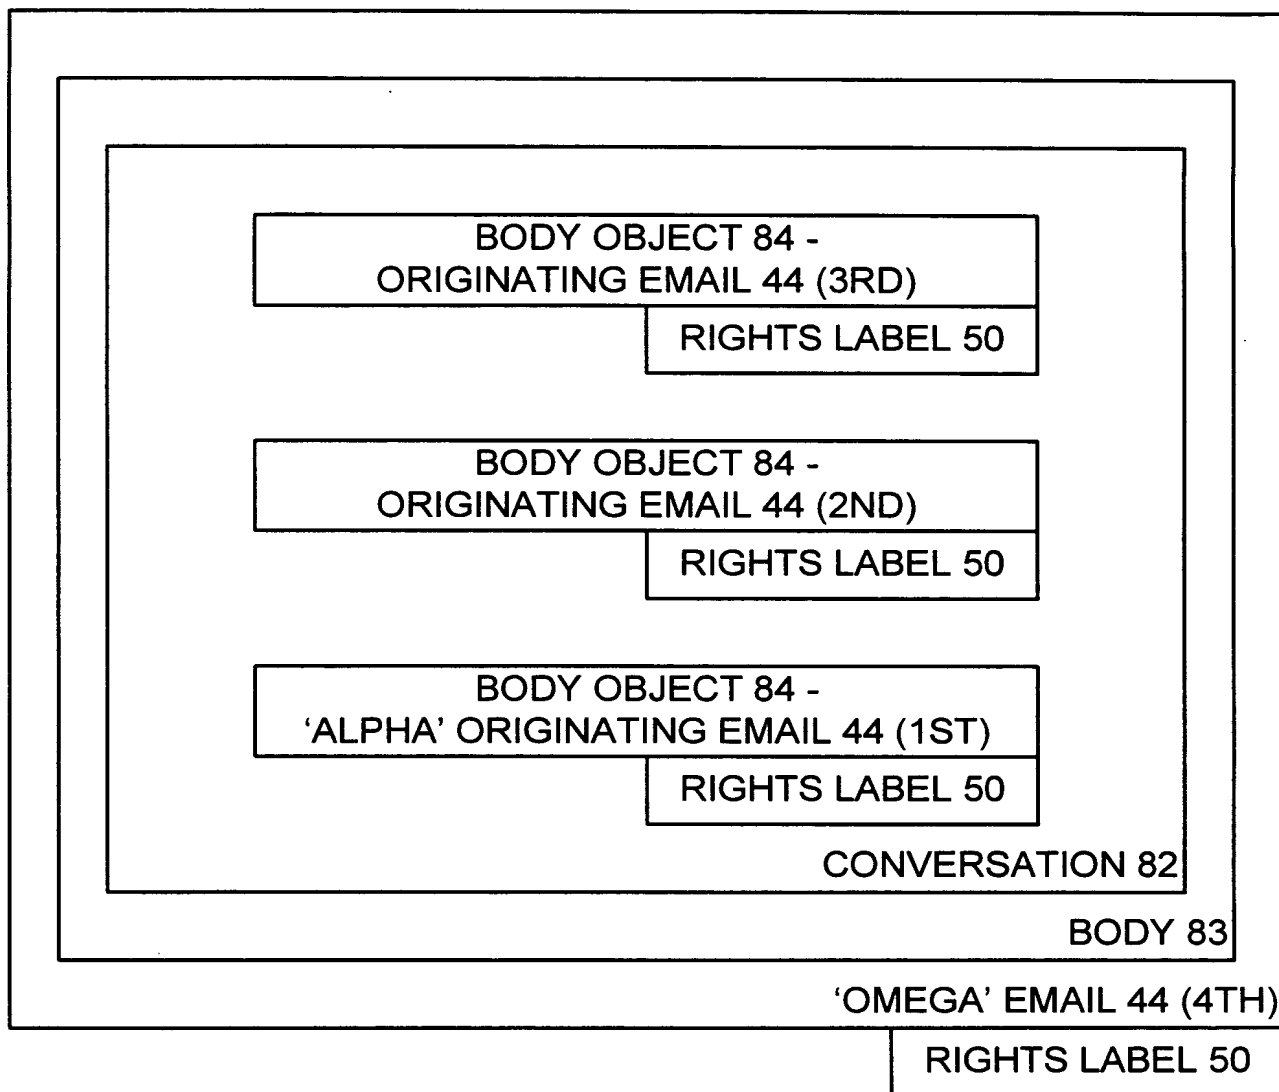 BODY OBJECT 84 -
ORIGINATING EMAIL 44 (3RD)
RIGHTS LABEL 50
BODY OBJECT 84 -
ORIGINATING EMAIL 44 (2ND)
RIGHTS LABEL 50
BODY OBJECT 84 -
‘ALPHA’ ORIGINATING EMAIL 44 (1ST)
RIGHTS LABEL 50
CONVERSATION 82
BODY 83
‘OMEGA’ EMAIL 44 (4TH)
RIGHTS LABEL 50